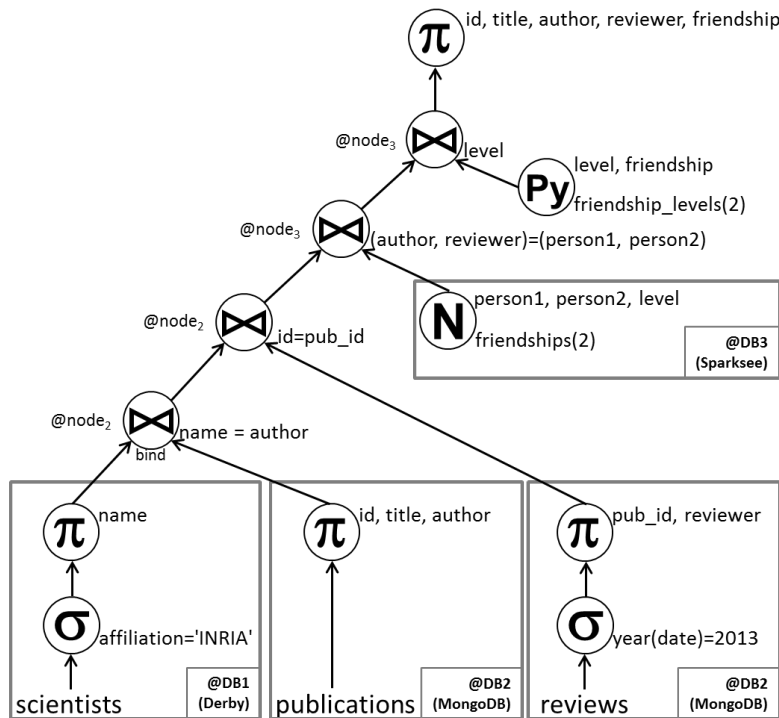 π id, title, author, reviewer, friendship
@node₃ ⋈ level
Py level, friendship
friendship_levels(2)
@node₃ ⋈ (author, reviewer)=(person1, person2)
N person1, person2, level
friendships(2)
@DB3
(Sparksee)
@node₂ ⋈ id=pub_id
@node₂ ⋈ name = author
bind
π name
σ affiliation='INRIA'
scientists
@DB1
(Derby)
π id, title, author
publications
@DB2
(MongoDB)
π pub_id, reviewer
σ year(date)=2013
reviews
@DB2
(MongoDB)